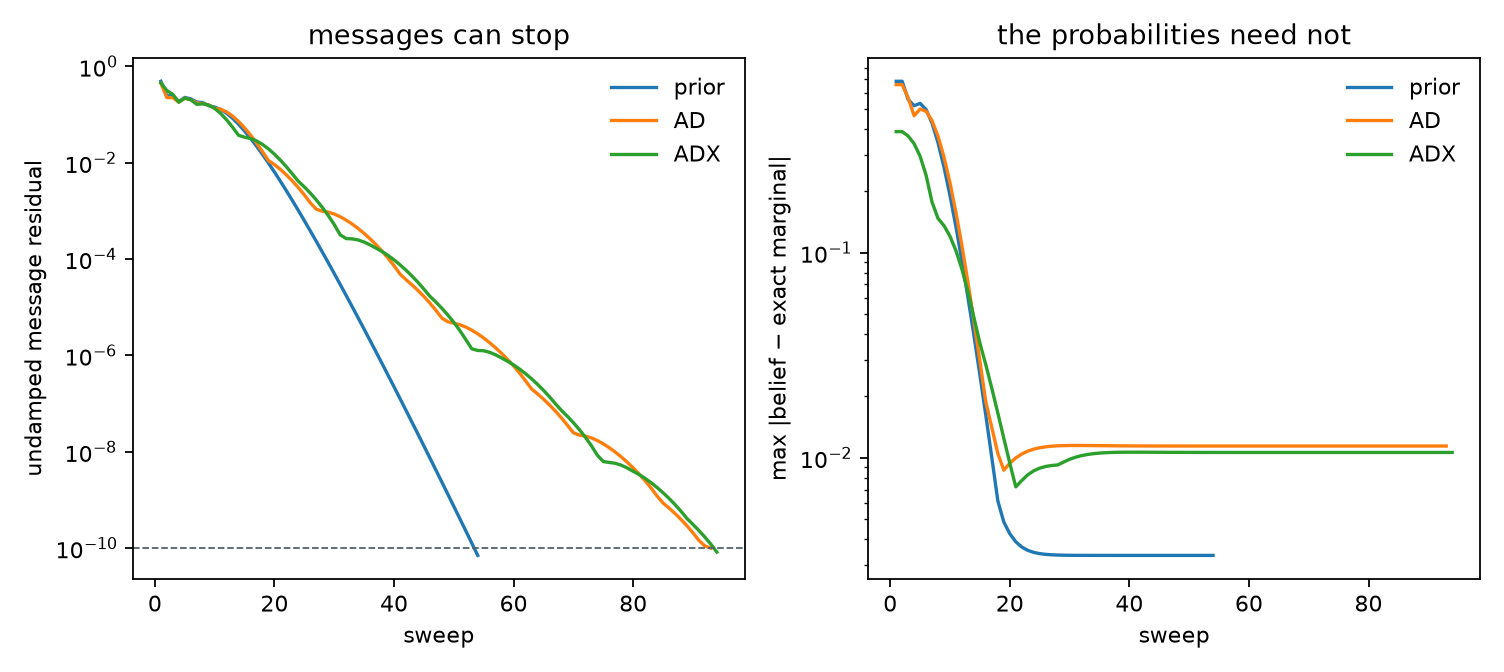 messages can stop
undamped message residual
10⁰
10⁻²
10⁻⁴
10⁻⁶
10⁻⁸
10⁻¹⁰
prior
AD
ADX
0 20 40 60 80
sweep
the probabilities need not
max |belief − exact marginal|
10⁻¹
10⁻²
prior
AD
ADX
0 20 40 60 80
sweep